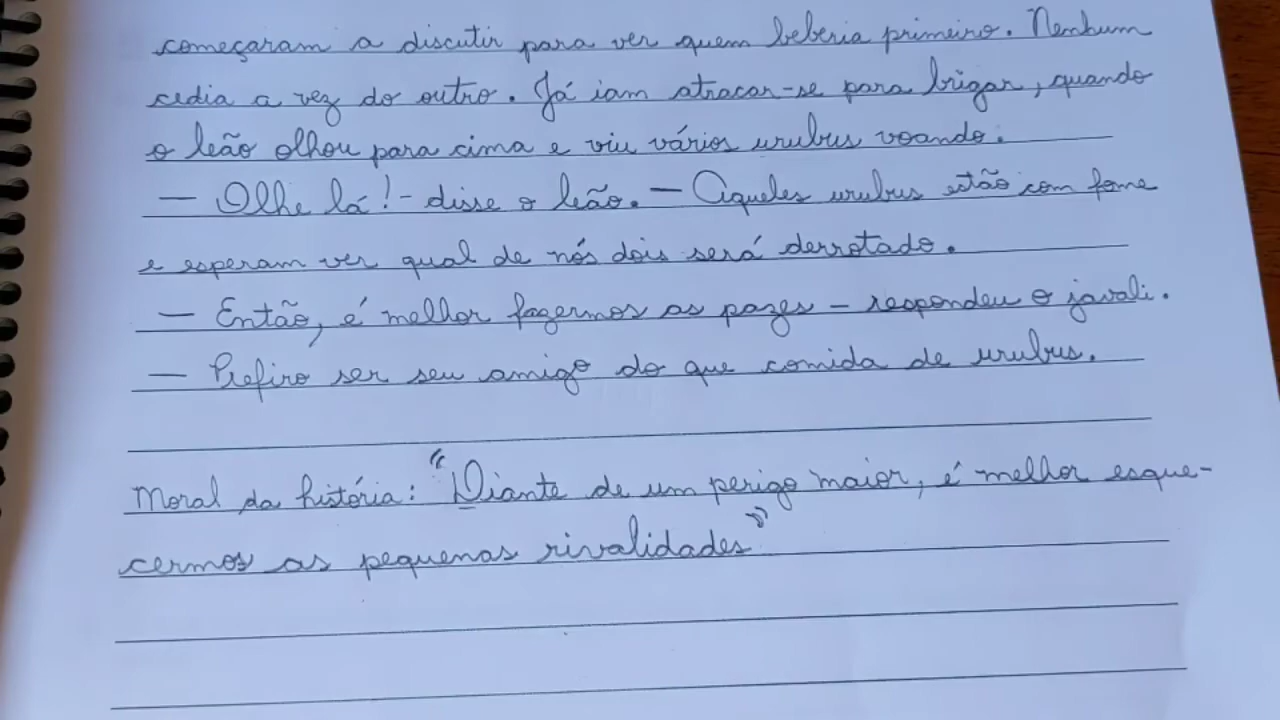 começaram a discutir para ver quem beberia primeiro. Nenhum
cedia a vez do outro. Já iam atracar-se para brigar, quando
o leão olhou para cima e viu vários urubus voando.
— Olhe lá! - disse o leão. — Aqueles urubus estão com fome
e esperam ver qual de nós dois será derrotado.
— Então, é melhor fazermos as pazes — respondeu o javali.
— Prefiro ser seu amigo do que comida de urubus.
Moral da história: "Diante de um perigo maior, é melhor esque-
cermos as pequenas rivalidades"